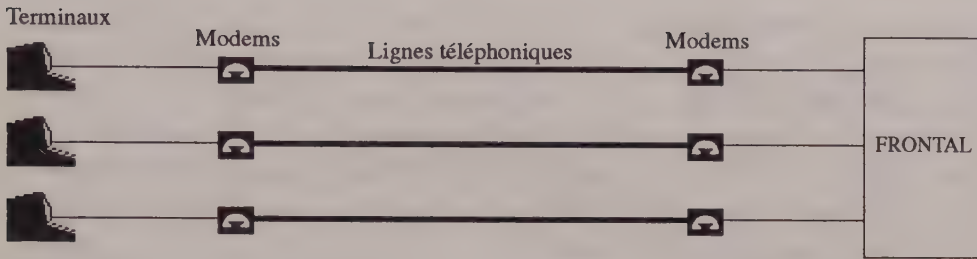 Terminaux
Modems
Lignes téléphoniques
Modems
FRONTAL